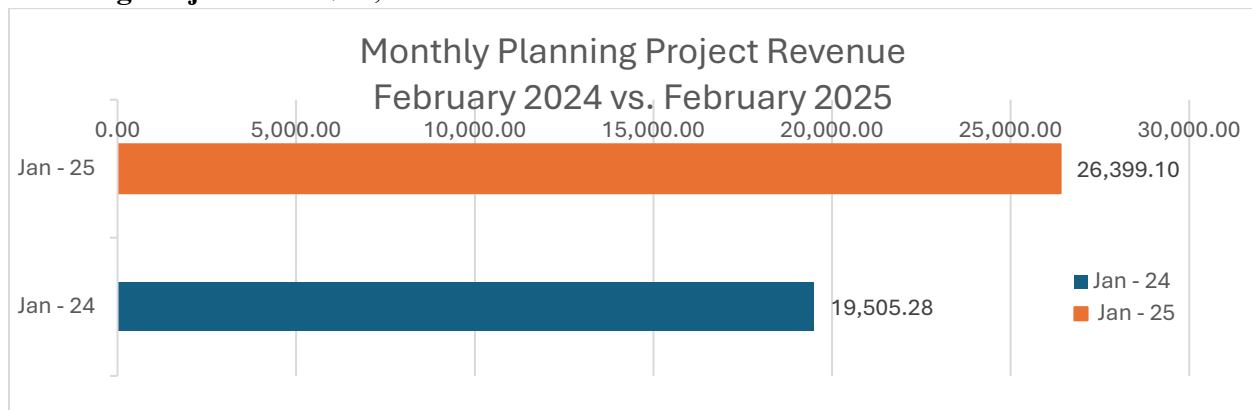 Monthly Planning Project Revenue
February 2024 vs. February 2025
0.00 5,000.00 10,000.00 15,000.00 20,000.00 25,000.00 30,000.00
Jan - 25 26,399.10
Jan - 24 19,505.28
Jan - 24
Jan - 25